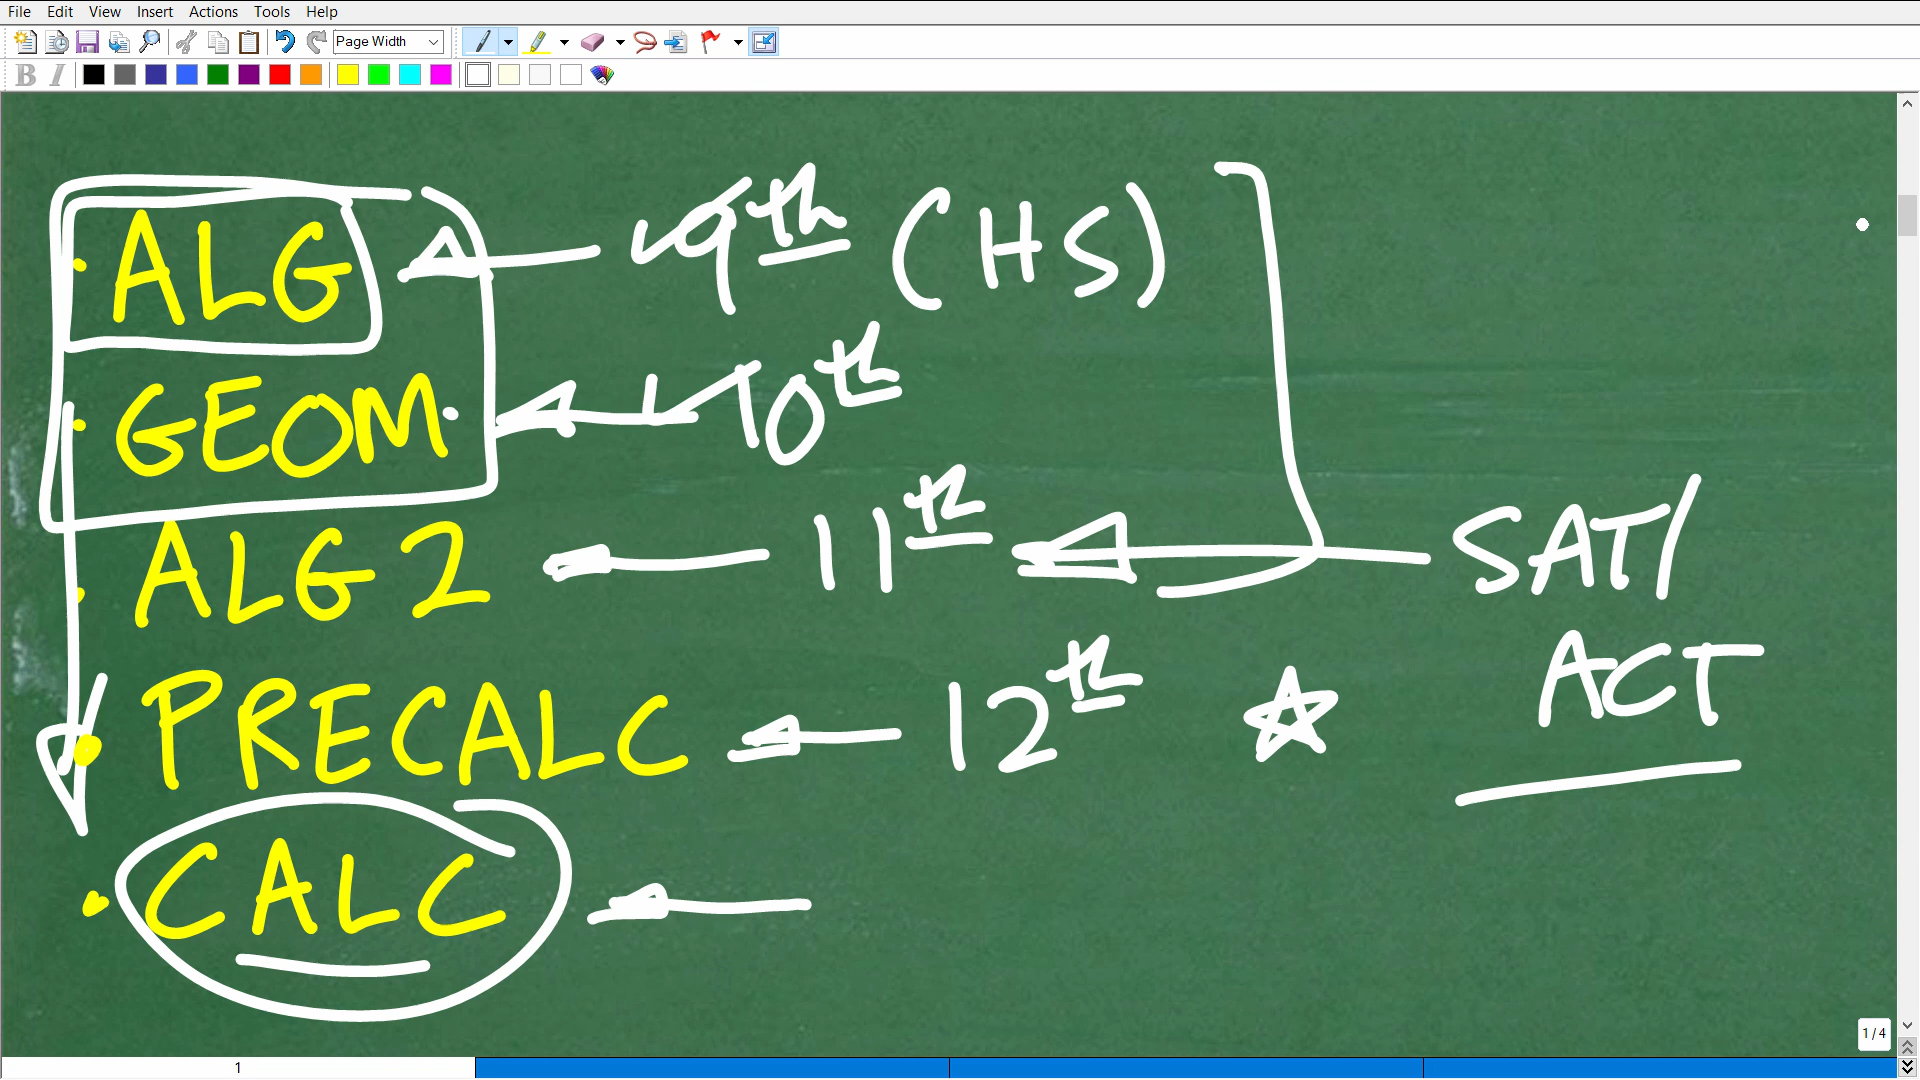 File Edit View Insert Actions Tools Help
Page Width
B I
ALG 9th (HS)
GEOM. 10th
ALG 2 11th SAT/
ACT
PRECALC 12th
CALC
1 / 4
1